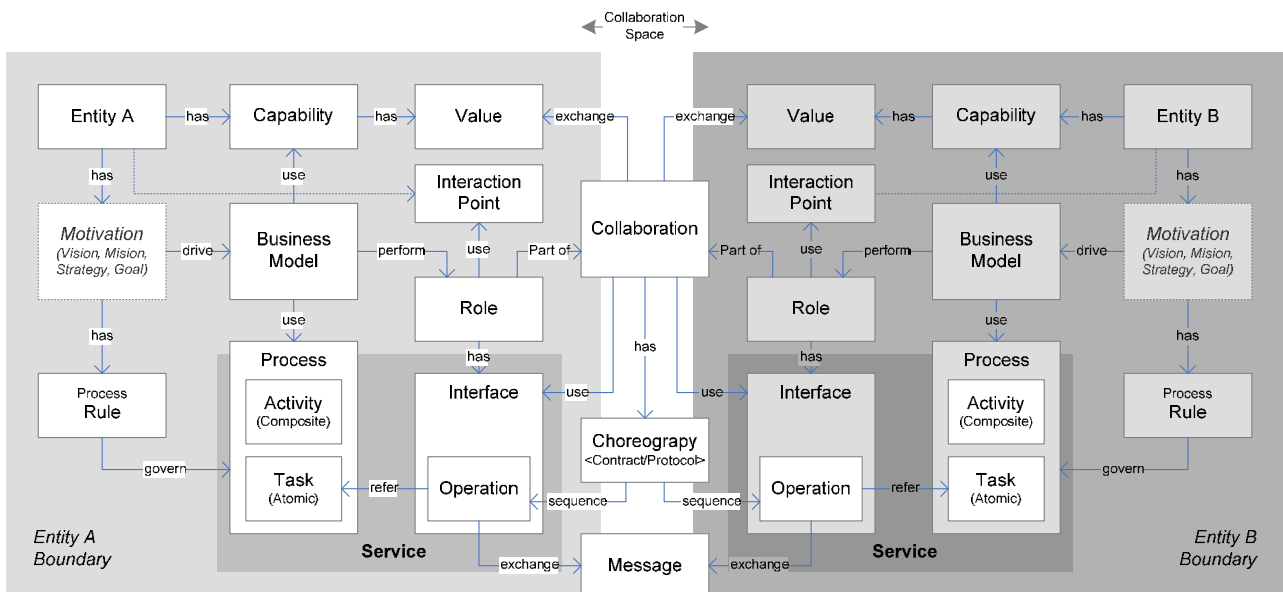 Collaboration
Space
Entity A
has
Capability
has
Value
exchange
exchange
Value
has
Capability
has
Entity B
has
use
Interaction
Point
Interaction
Point
use
has
Motivation
(Vision, Mision,
Strategy, Goal)
drive
Business
Model
perform
use
Part of
Collaboration
Part of
use
perform
Business
Model
drive
Motivation
(Vision, Mision,
Strategy, Goal)
Role
Role
has
use
has
has
has
use
has
Process
Rule
Process
Activity
(Composite)
Interface
use
use
Interface
Process
Activity
(Composite)
Process
Rule
Choreograpy
<Contract/Protocol>
govern
Task
(Atomic)
refer
Operation
sequence
sequence
Operation
refer
Task
(Atomic)
govern
Entity A
Boundary
Service
exchange
Message
exchange
Service
Entity B
Boundary